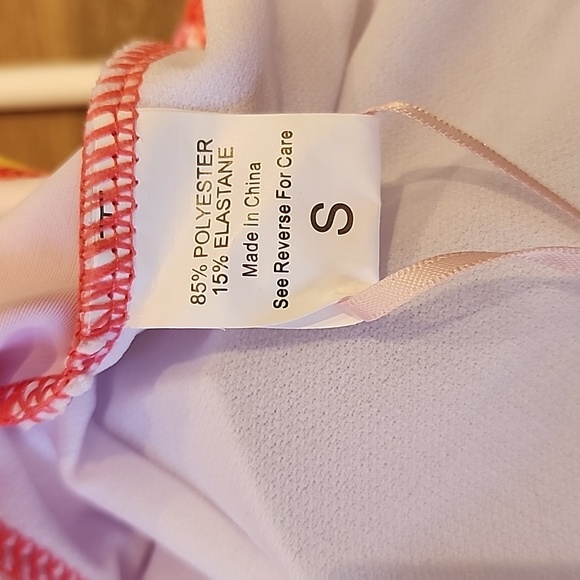 85% POLYESTER
15% ELASTANE
Made In China
See Reverse For Care
S